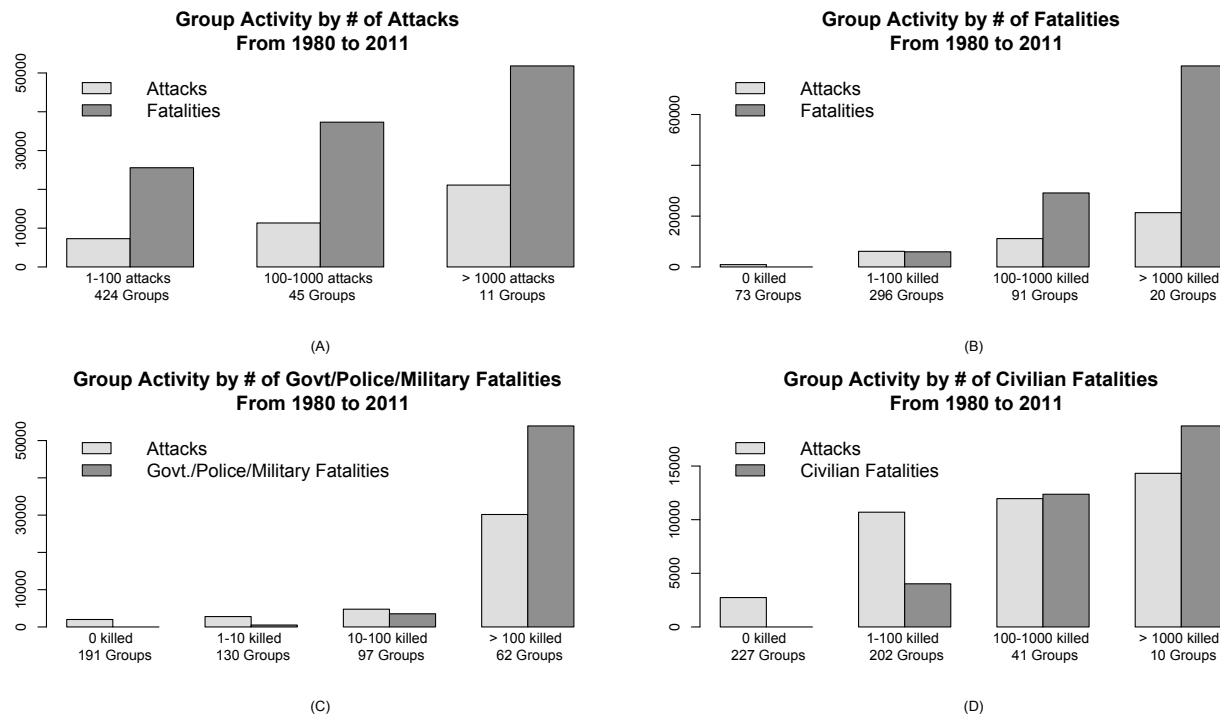 Group Activity by # of Attacks
From 1980 to 2011
50000
30000
10000
0
Attacks
Fatalities
1-100 attacks
424 Groups
100-1000 attacks
45 Groups
> 1000 attacks
11 Groups
(A)
Group Activity by # of Fatalities
From 1980 to 2011
60000
20000
0
Attacks
Fatalities
0 killed
73 Groups
1-100 killed
296 Groups
100-1000 killed
91 Groups
> 1000 killed
20 Groups
(B)
Group Activity by # of Govt/Police/Military Fatalities
From 1980 to 2011
50000
30000
10000
0
Attacks
Govt./Police/Military Fatalities
0 killed
191 Groups
1-10 killed
130 Groups
10-100 killed
97 Groups
> 100 killed
62 Groups
(C)
Group Activity by # of Civilian Fatalities
From 1980 to 2011
15000
10000
5000
0
Attacks
Civilian Fatalities
0 killed
227 Groups
1-100 killed
202 Groups
100-1000 killed
41 Groups
> 1000 killed
10 Groups
(D)